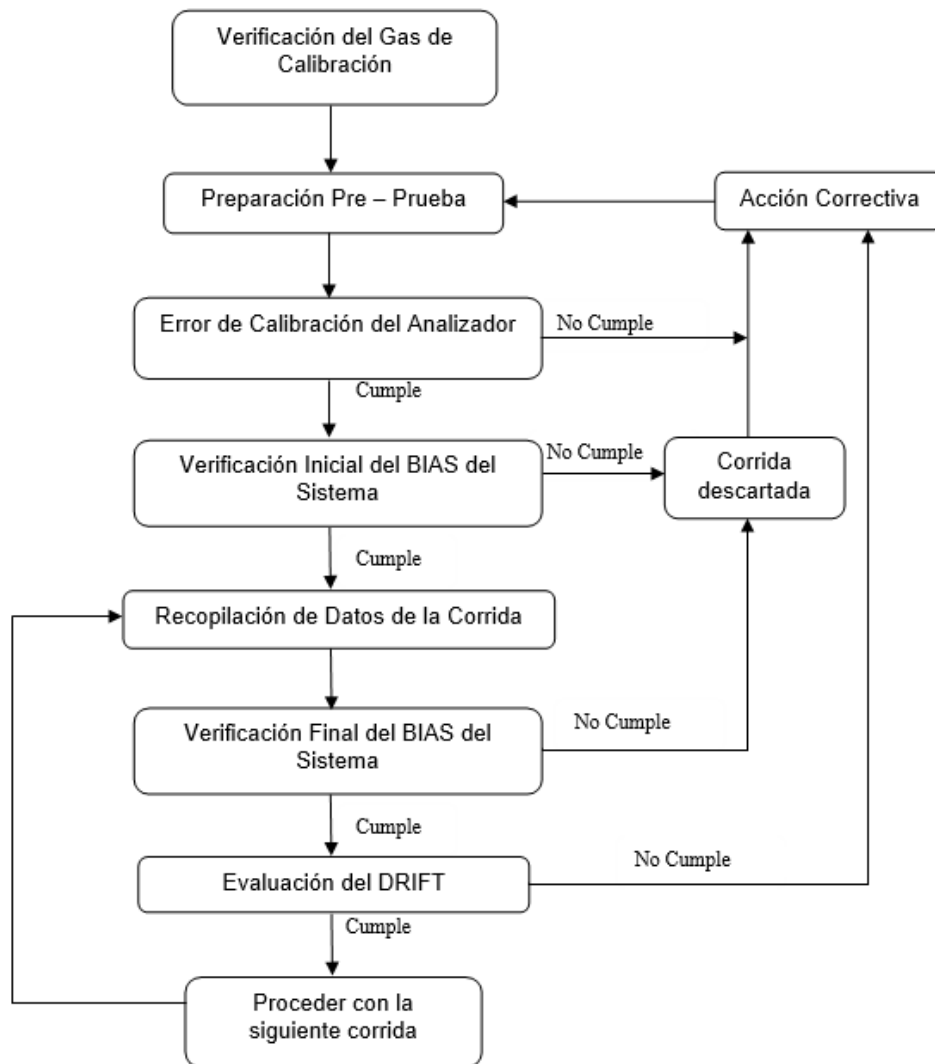 Verificación del Gas de
Calibración
Preparación Pre – Prueba
Acción Correctiva
Error de Calibración del Analizador
No Cumple
Cumple
Verificación Inicial del BIAS del
Sistema
No Cumple
Corrida
descartada
Cumple
Recopilación de Datos de la Corrida
Verificación Final del BIAS del
Sistema
No Cumple
Cumple
Evaluación del DRIFT
No Cumple
Cumple
Proceder con la
siguiente corrida